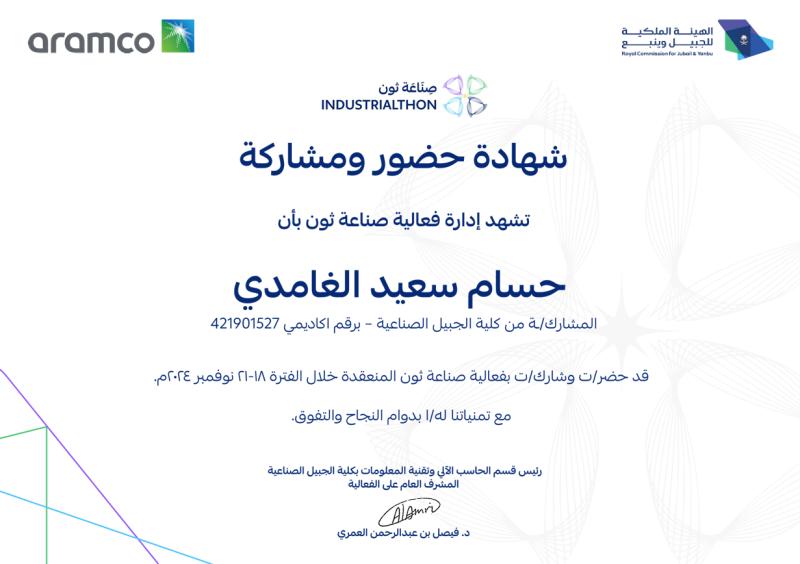 aramco
الهيئة الملكية
للجبيل وينبع
Royal Commission for Jubail & Yanbu
صِنَاعَة ثون
INDUSTRIALTHON
شهادة حضور ومشاركة
تشهد إدارة فعالية صناعة ثون بأن
حسام سعيد الغامدي
المشارك/ـة من كلية الجبيل الصناعية – برقم اكاديمي 421901527
قد حضر/ت وشارك/ت بفعالية صناعة ثون المنعقدة خلال الفترة ١٨-٢١ نوفمبر ٢٠٢٤م.
مع تمنياتنا له/ا بدوام النجاح والتفوق.
رئيس قسم الحاسب الآلي وتقنية المعلومات بكلية الجبيل الصناعية
المشرف العام على الفعالية
AlAmri
د. فيصل بن عبدالرحمن العمري